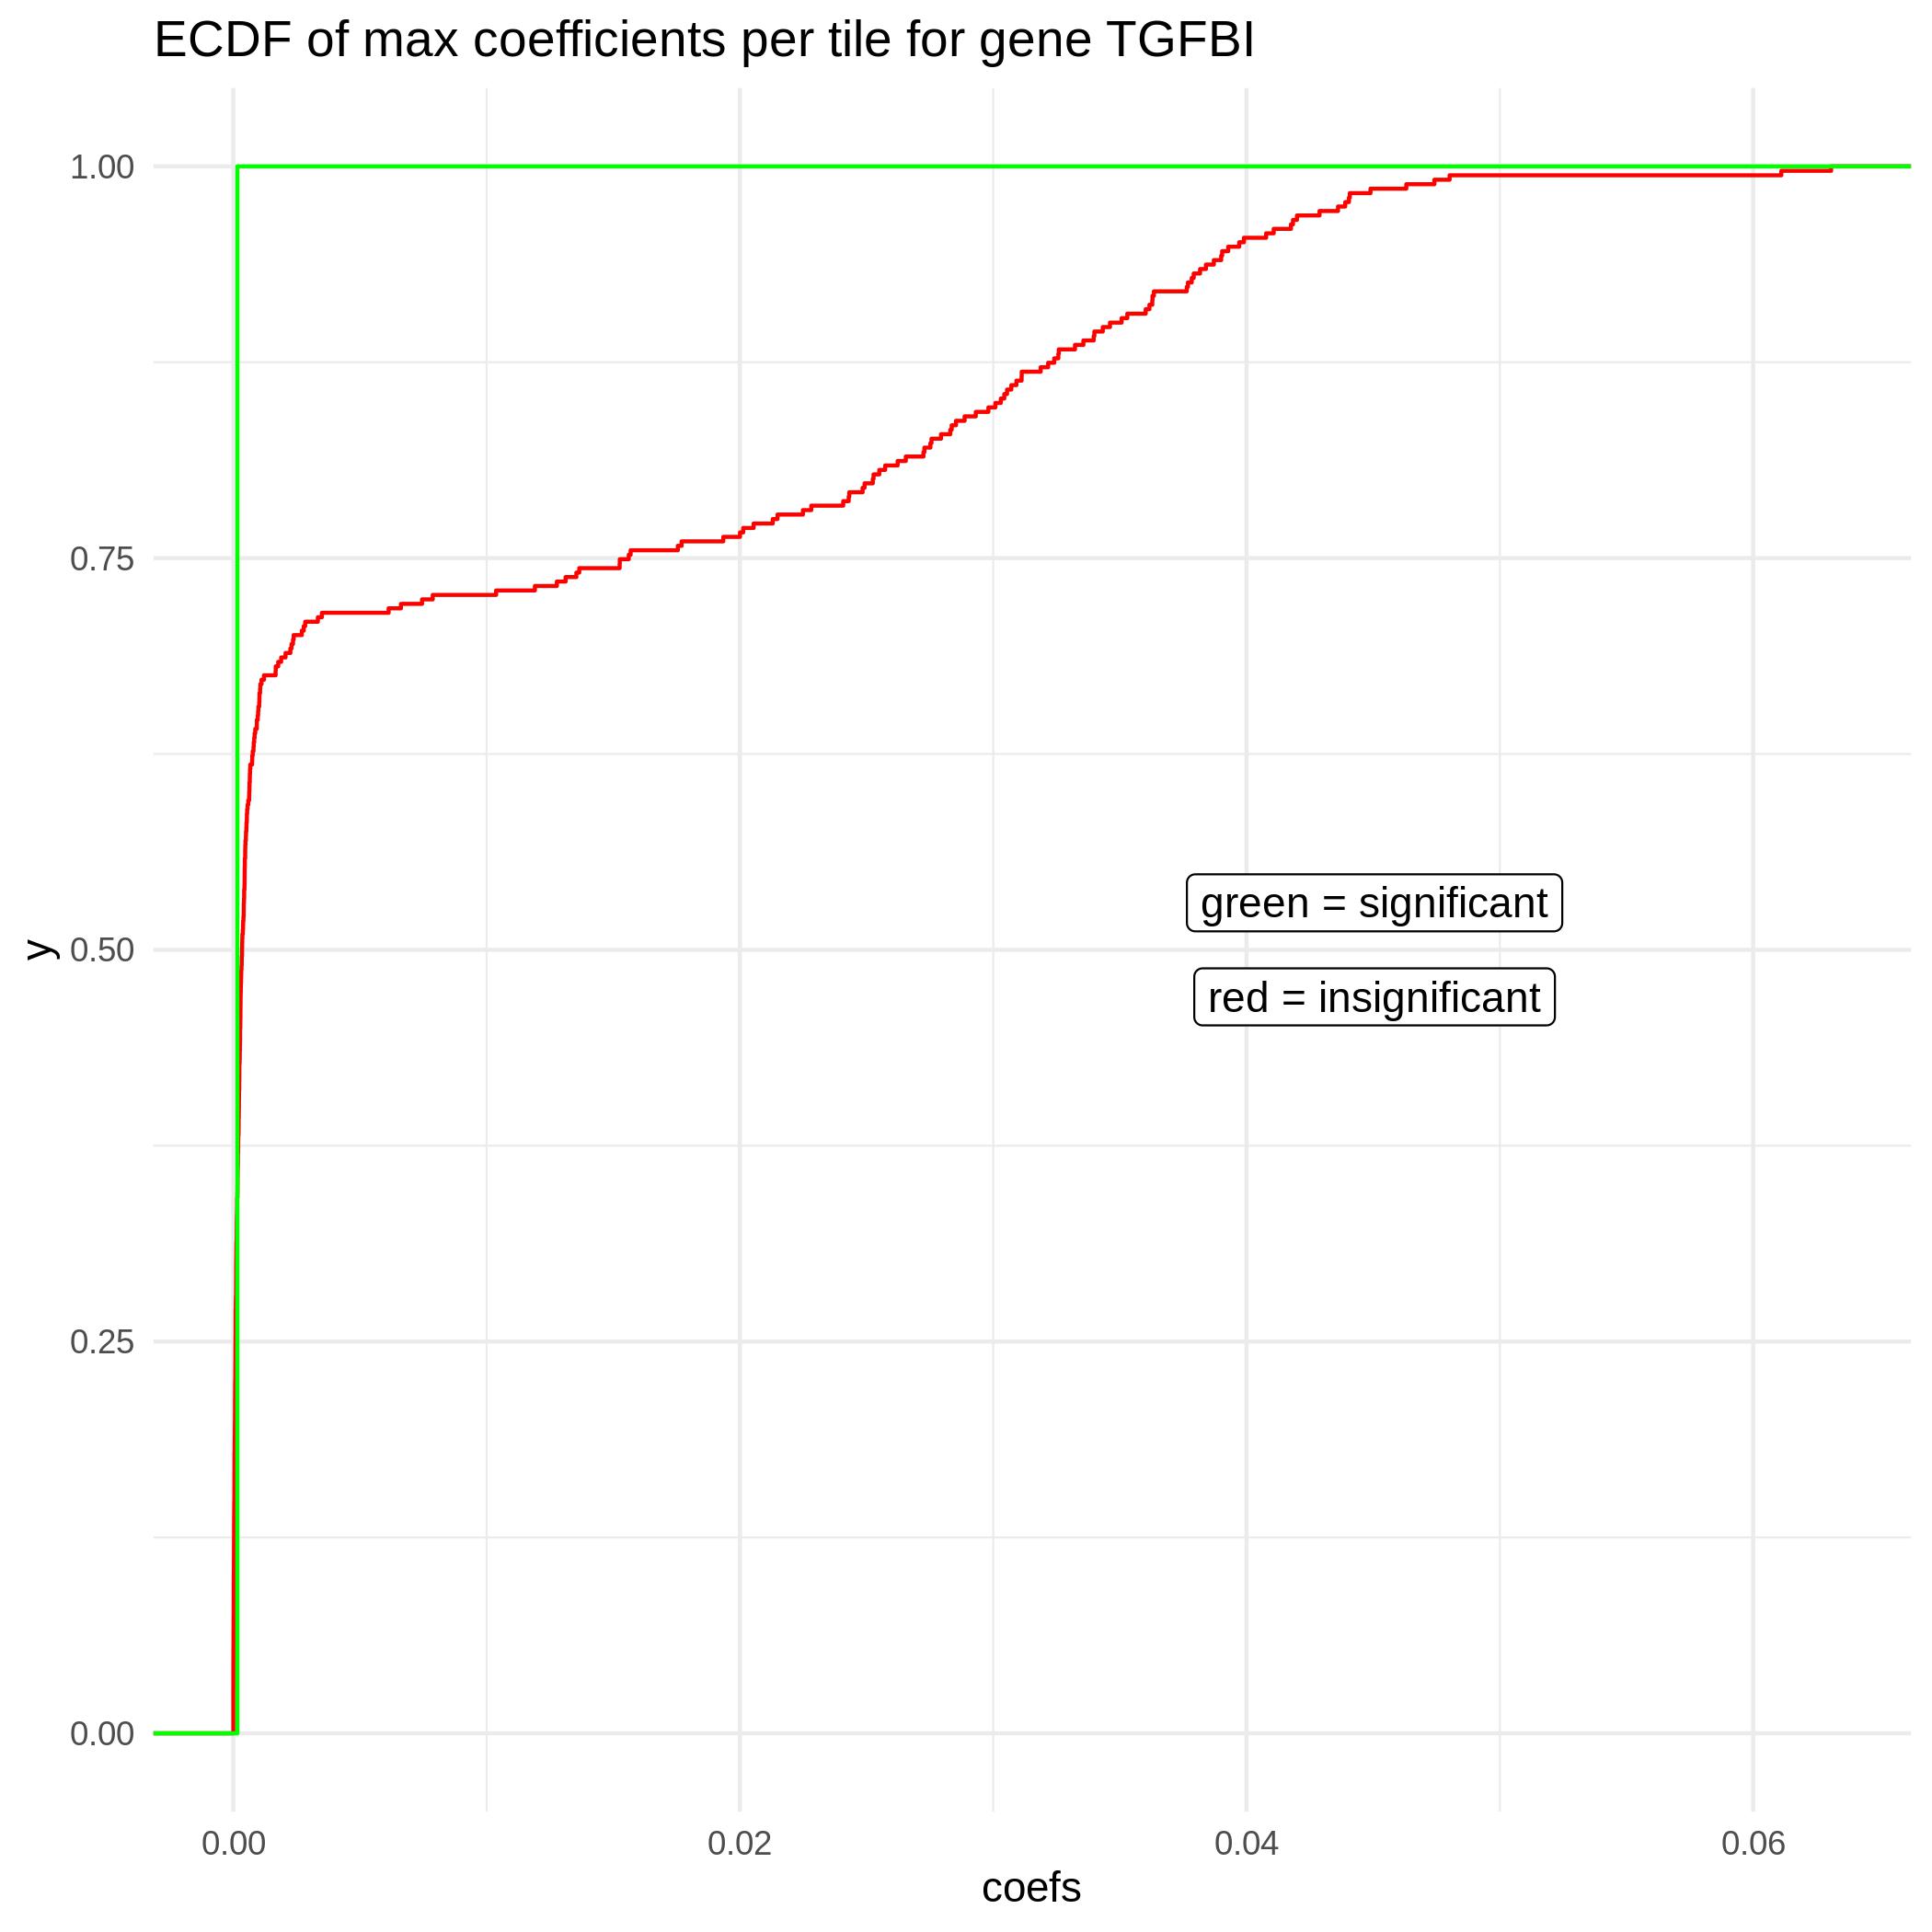 ECDF of max coefficients per tile for gene TGFBI
1.00
0.75
green = significant
y
0.50
red = insignificant
0.25
0.00
0.00 0.02 0.04 0.06
coefs